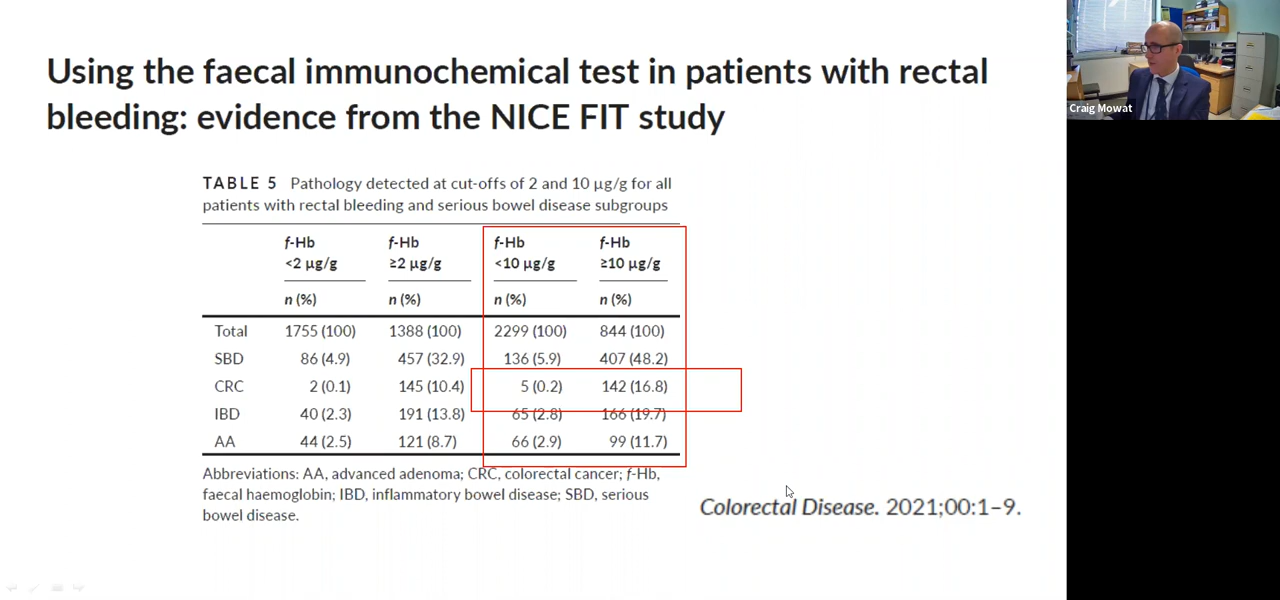 Using the faecal immunochemical test in patients with rectal
bleeding: evidence from the NICE FIT study
Craig Mowat
TABLE 5 Pathology detected at cut-offs of 2 and 10 µg/g for all
patients with rectal bleeding and serious bowel disease subgroups
f-Hb f-Hb f-Hb f-Hb
<2 µg/g ≥2 µg/g <10 µg/g ≥10 µg/g
n (%) n (%) n (%) n (%)
Total 1755 (100) 1388 (100) 2299 (100) 844 (100)
SBD 86 (4.9) 457 (32.9) 136 (5.9) 407 (48.2)
CRC 2 (0.1) 145 (10.4) 5 (0.2) 142 (16.8)
IBD 40 (2.3) 191 (13.8) 65 (2.8) 166 (19.7)
AA 44 (2.5) 121 (8.7) 66 (2.9) 99 (11.7)
Abbreviations: AA, advanced adenoma; CRC, colorectal cancer; f-Hb,
faecal haemoglobin; IBD, inflammatory bowel disease; SBD, serious
bowel disease.
Colorectal Disease. 2021;00:1–9.